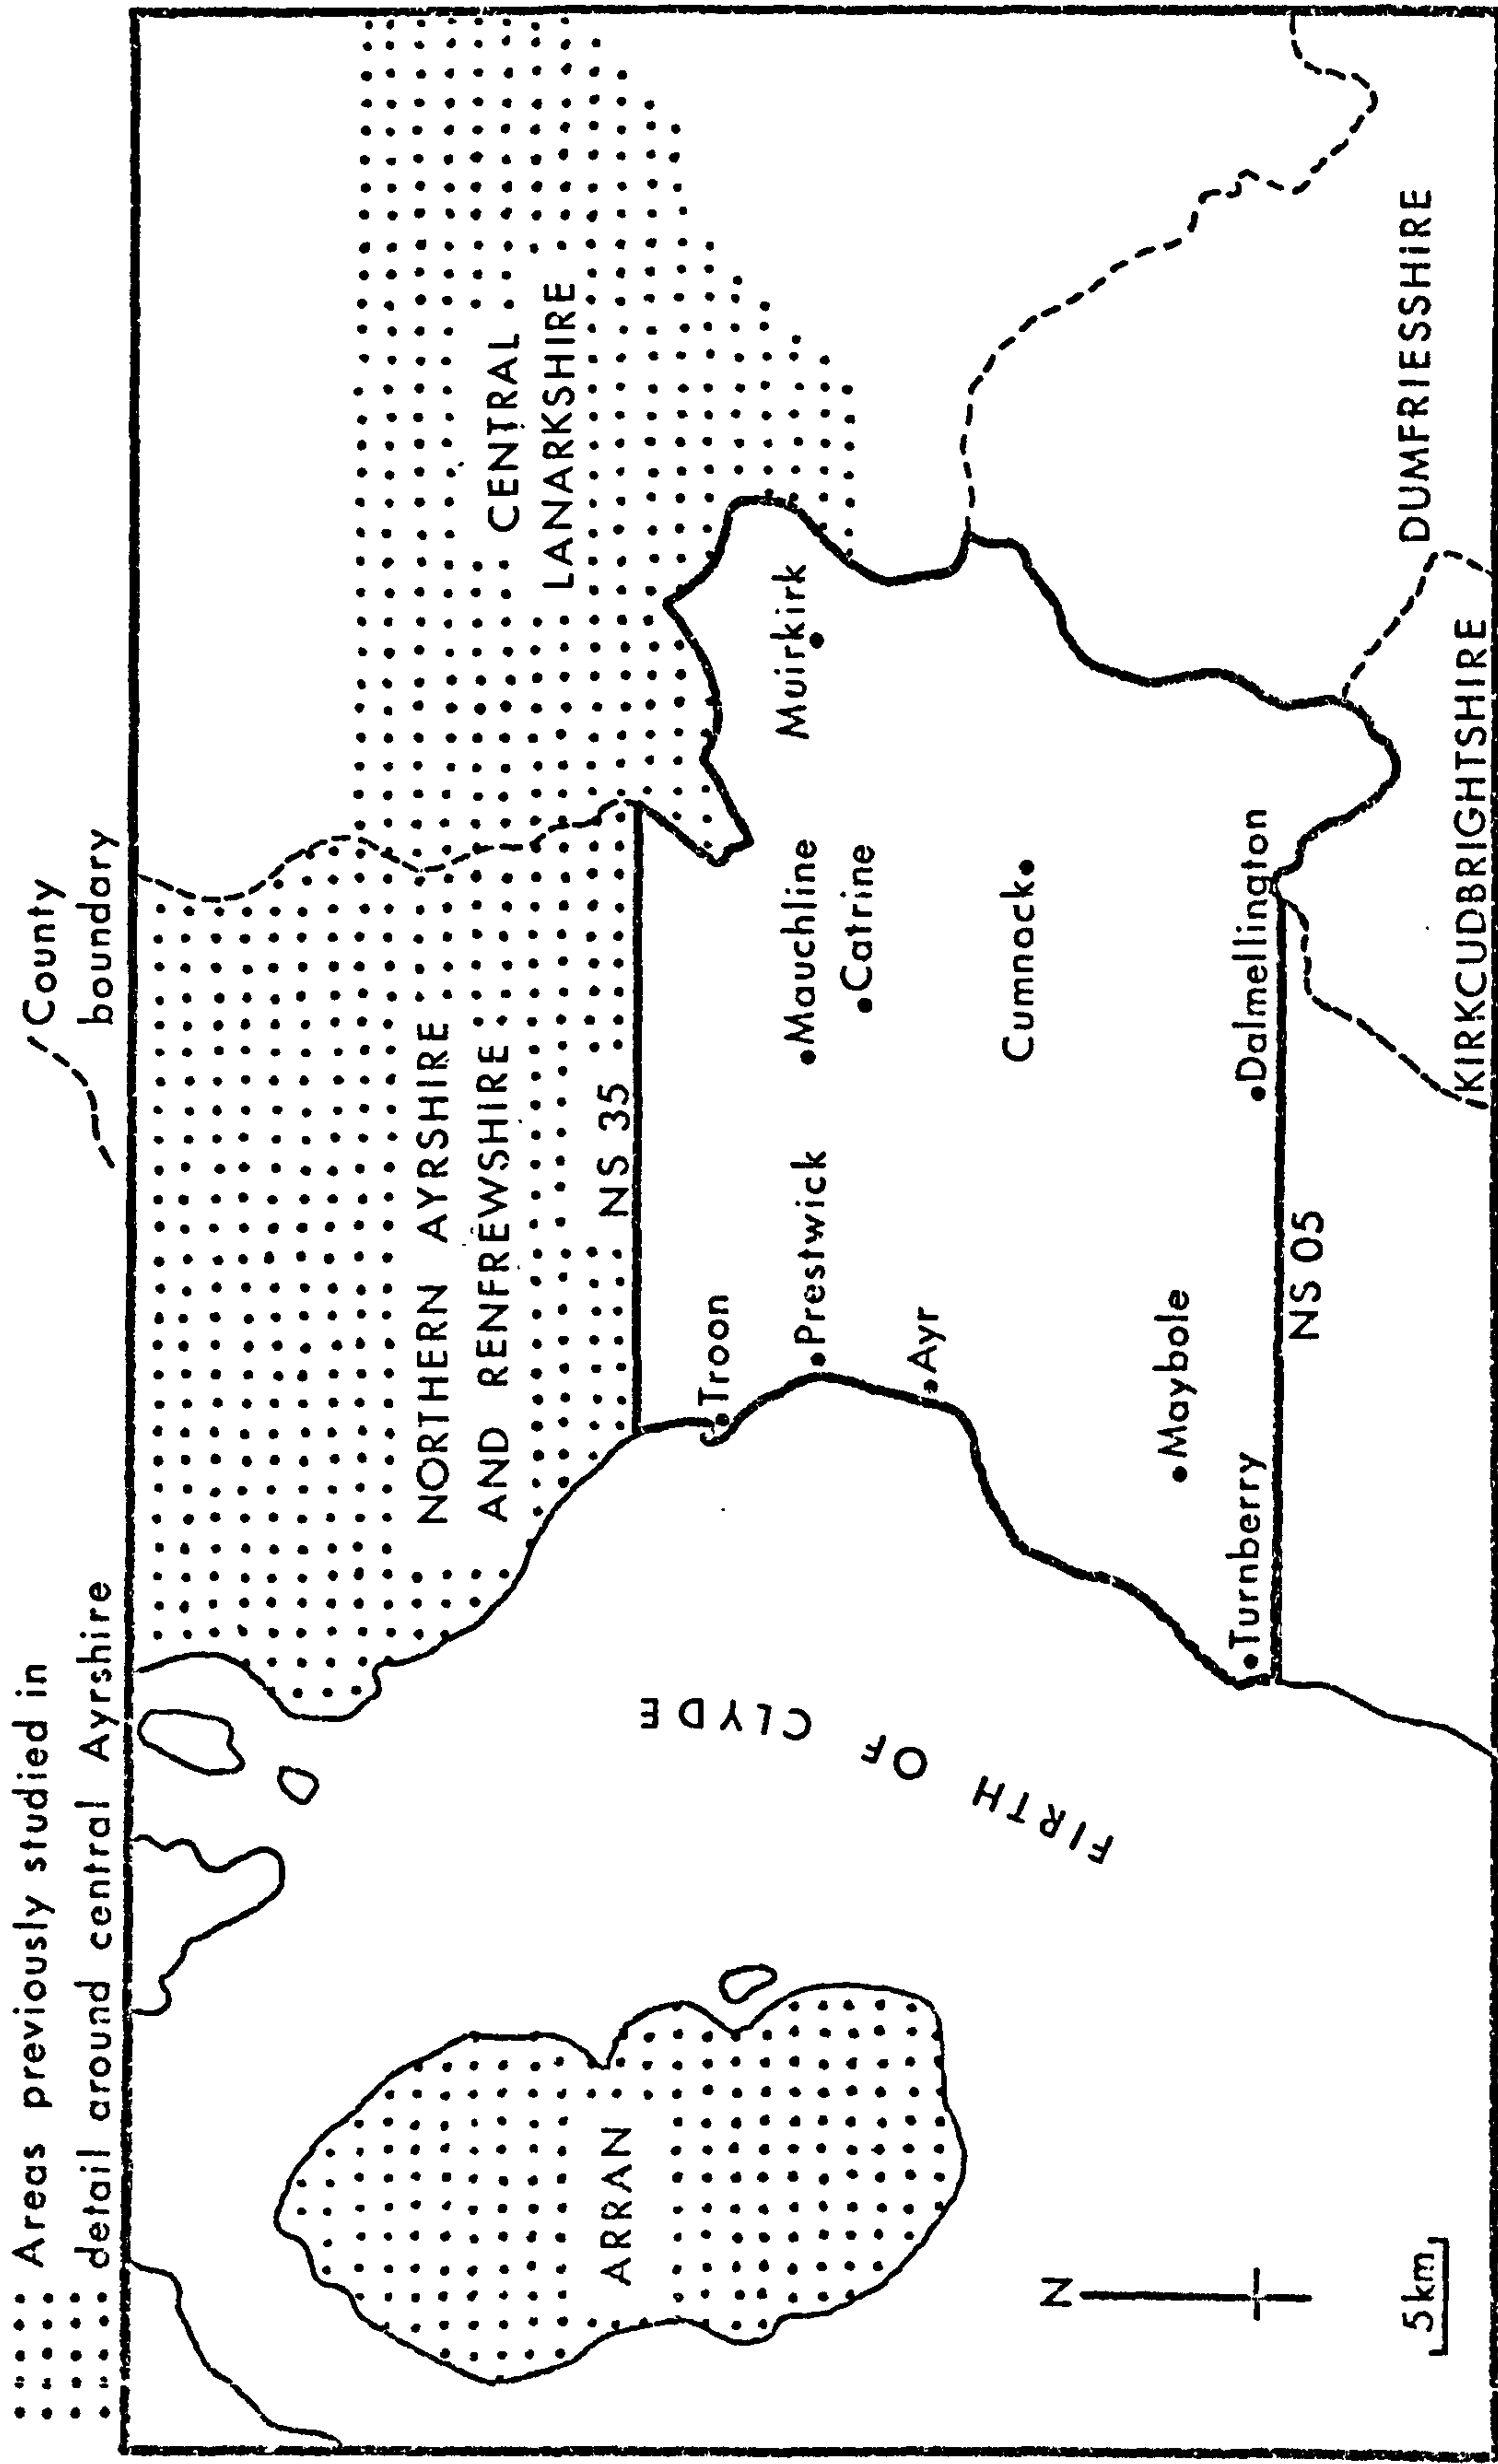 Areas previously studied in
detail around central Ayrshire
County
boundary
NORTHERN AYRSHIRE
AND RENFREWSHIRE
CENTRAL
LANARKSHIRE
NS 35
Troon
Prestwick
Mauchline
Muirkirk
Catrine
Ayr
Cumnock
ARRAN
FIRTH OF CLYDE
Maybole
Turnberry
Dalmellington
NS 05
DUMFRIESSHIRE
KIRKCUDBRIGHTSHIRE
N
5km